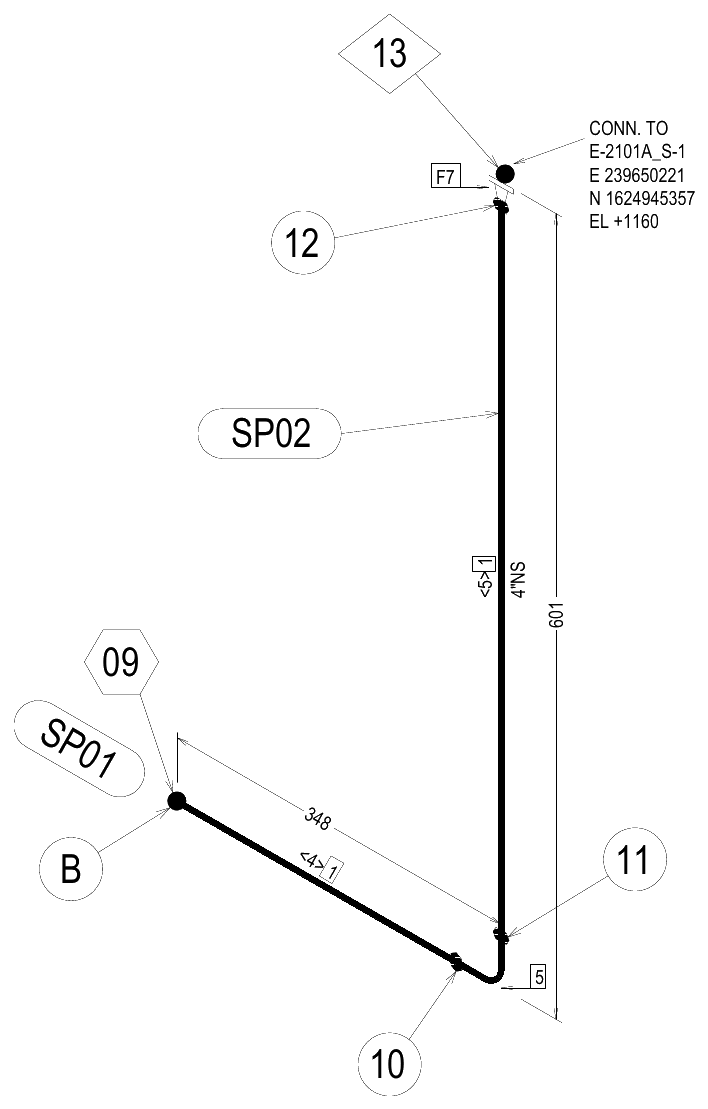 13
CONN. TO
E-2101A_S-1
E 239650221
N 1624945357
EL +1160
F7
12
SP02
<5> 1
4"NS
601
09
SP01
348
<4> 1
B
11
5
10